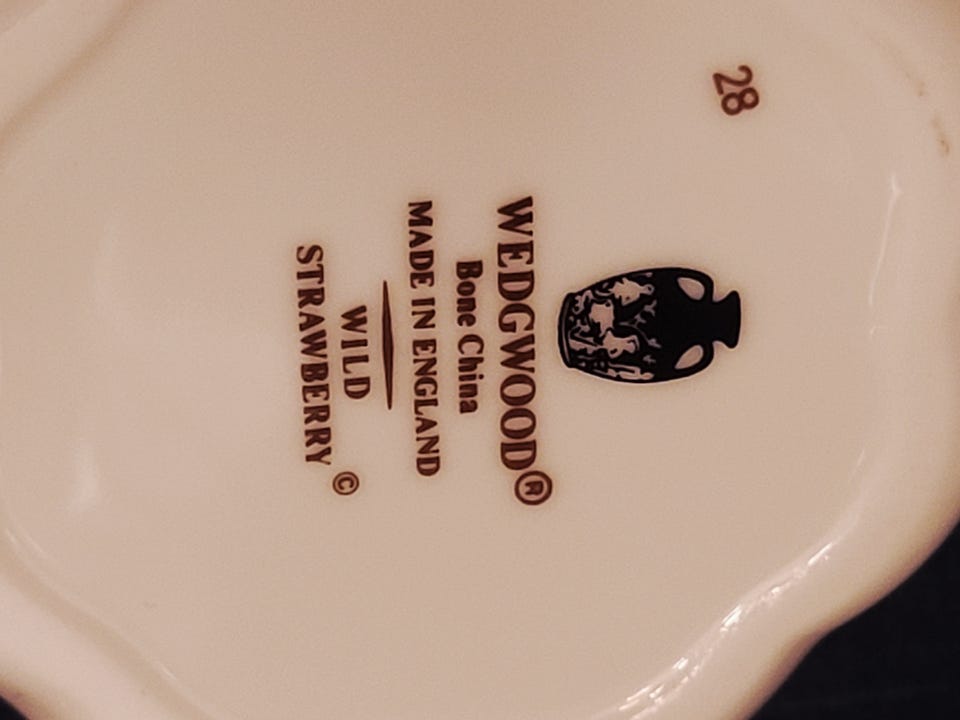 28
WEDGWOOD®
Bone China
MADE IN ENGLAND
WILD
STRAWBERRY ©